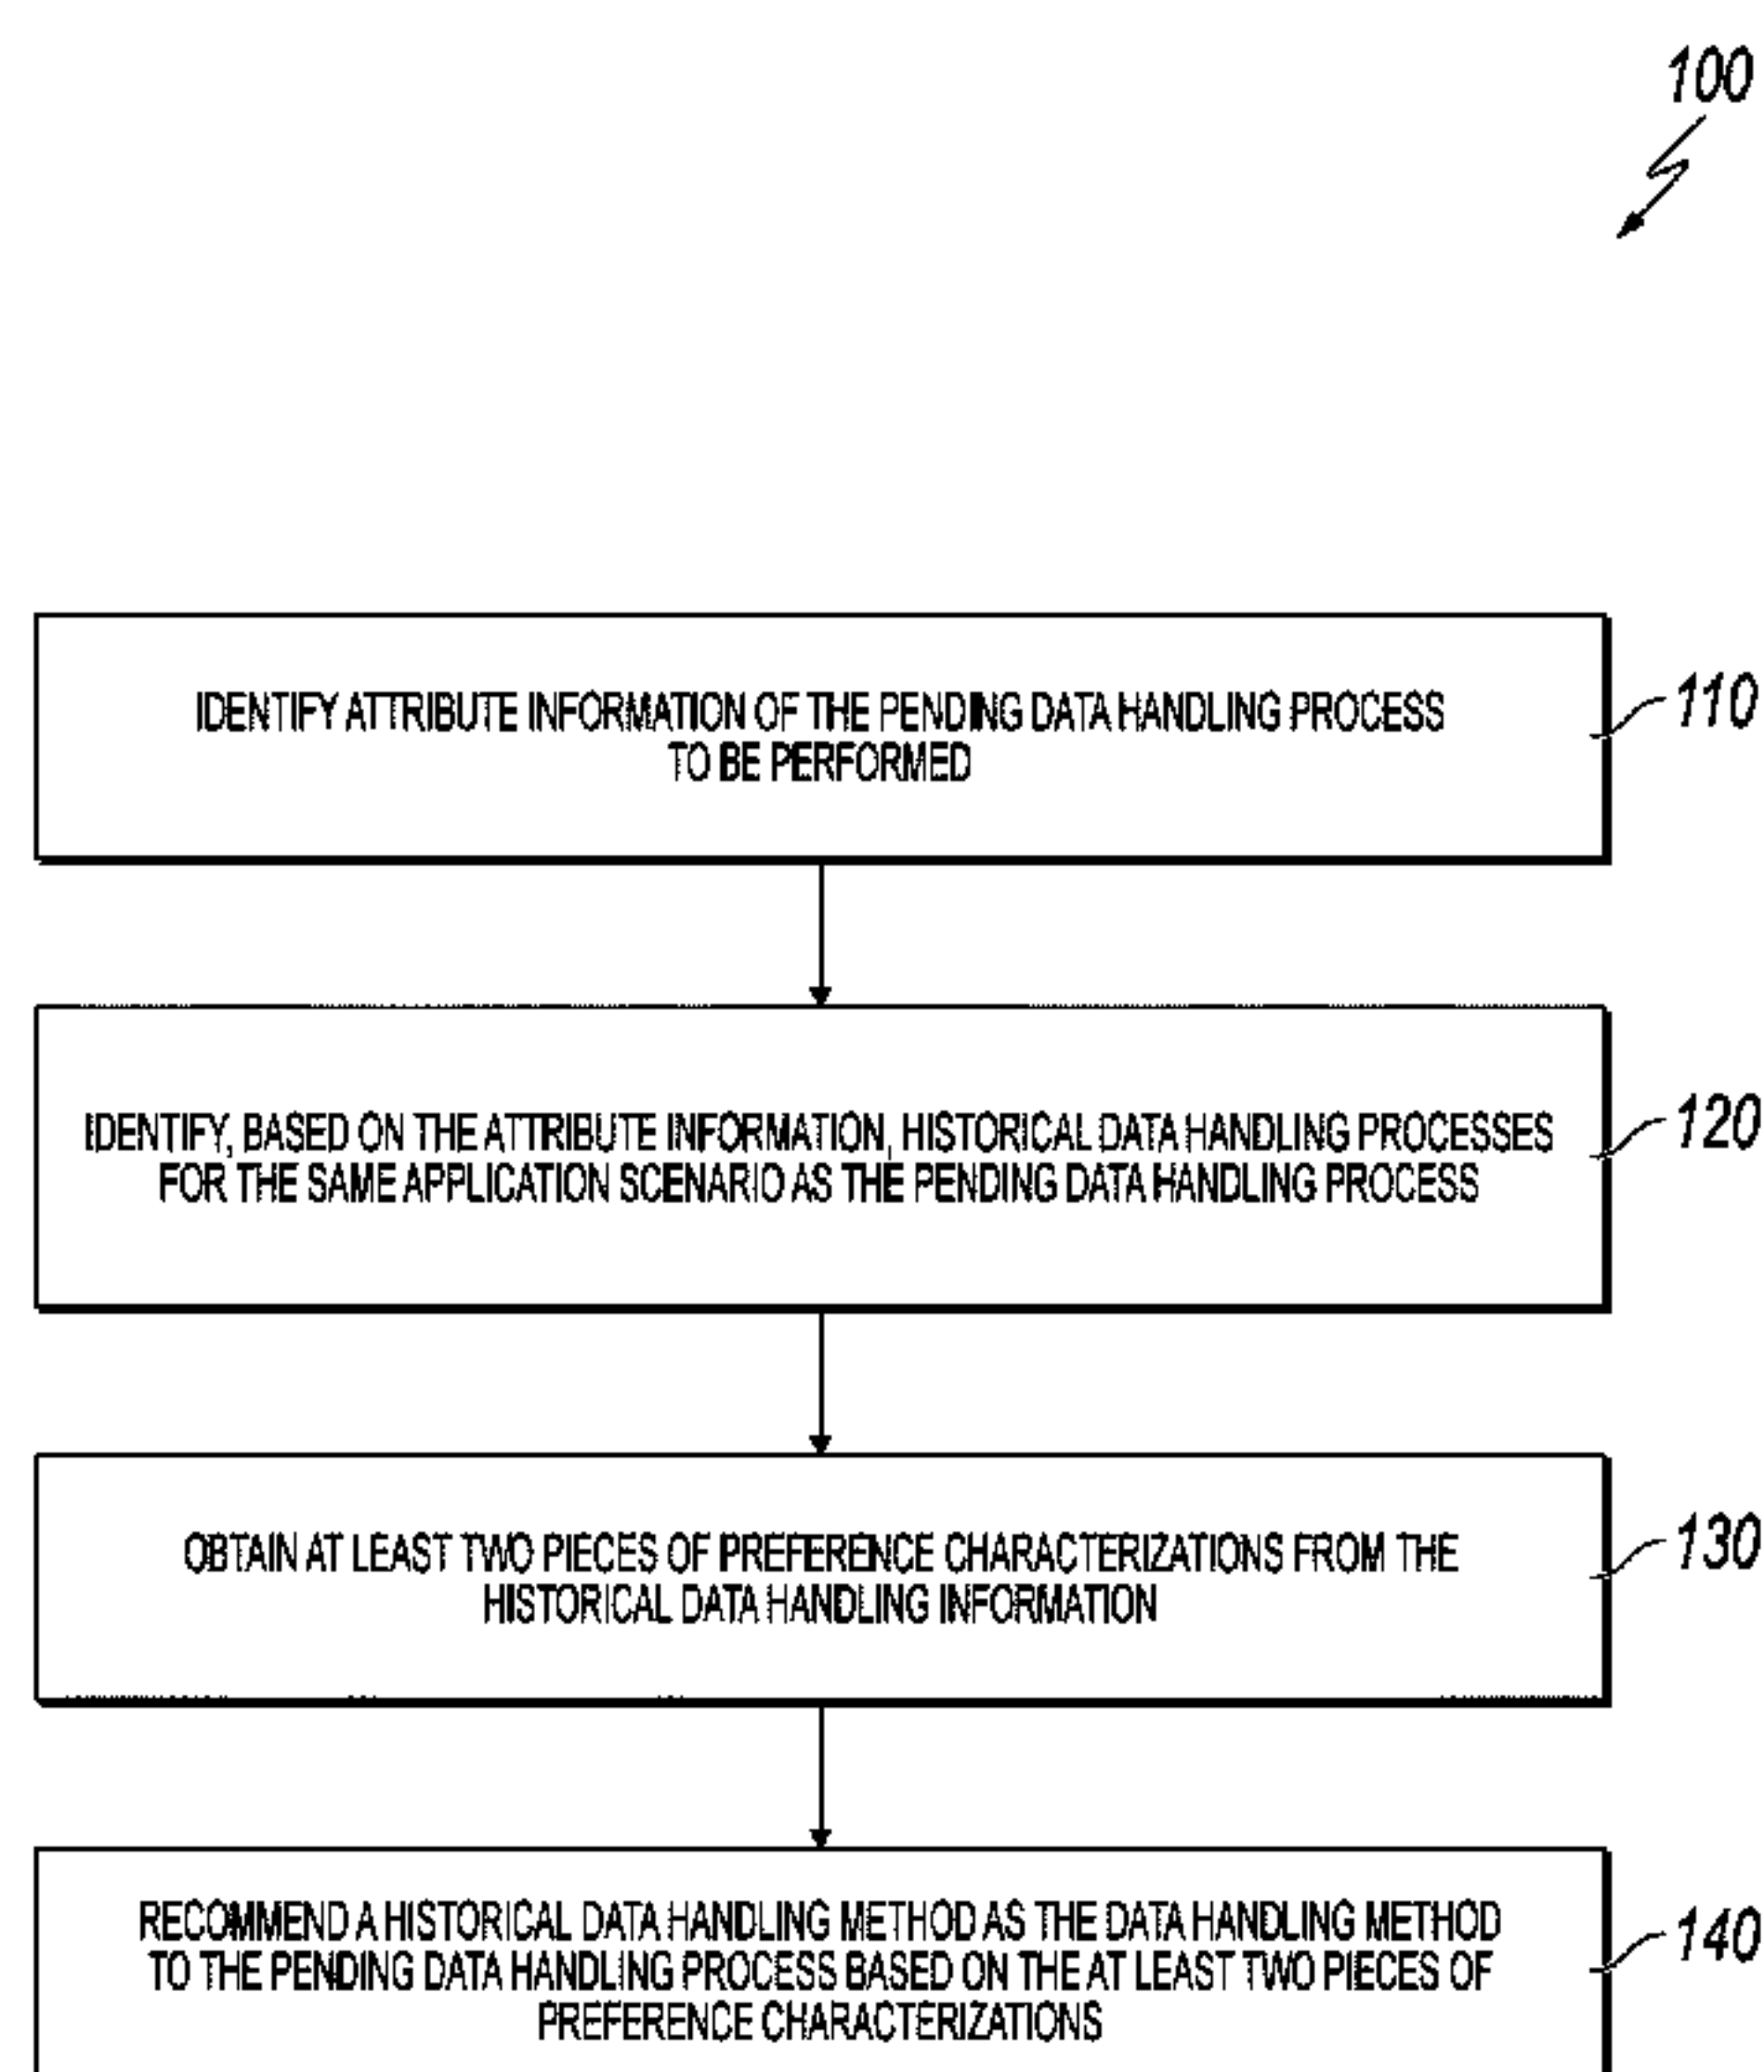 100
IDENTIFY ATTRIBUTE INFORMATION OF THE PENDING DATA HANDLING PROCESS
TO BE PERFORMED
110
IDENTIFY, BASED ON THE ATTRIBUTE INFORMATION, HISTORICAL DATA HANDLING PROCESSES
FOR THE SAME APPLICATION SCENARIO AS THE PENDING DATA HANDLING PROCESS
120
OBTAIN AT LEAST TWO PIECES OF PREFERENCE CHARACTERIZATIONS FROM THE
HISTORICAL DATA HANDLING INFORMATION
130
RECOMMEND A HISTORICAL DATA HANDLING METHOD AS THE DATA HANDLING METHOD
TO THE PENDING DATA HANDLING PROCESS BASED ON THE AT LEAST TWO PIECES OF
PREFERENCE CHARACTERIZATIONS
140